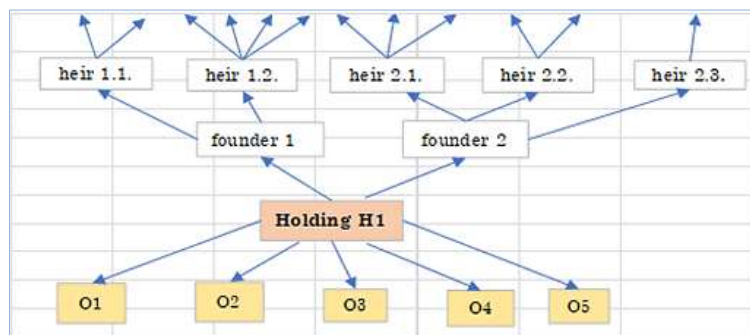 heir 1.1.
heir 1.2.
heir 2.1.
heir 2.2.
heir 2.3.
founder 1
founder 2
Holding H1
O1
O2
O3
O4
O5